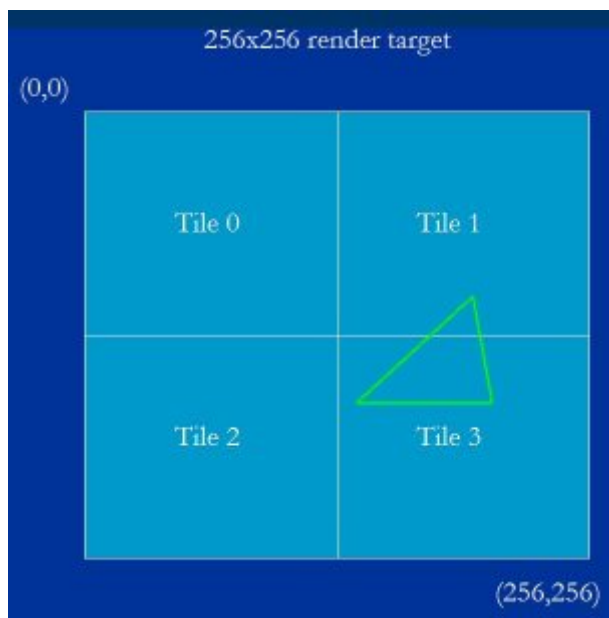 256x256 render target
(0,0)
Tile 0
Tile 1
Tile 2
Tile 3
(256,256)